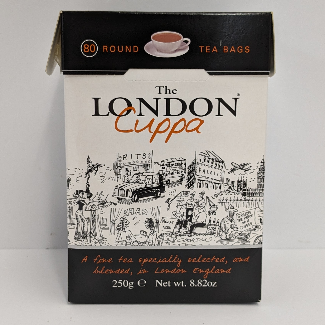 80 ROUND TEA BAGS
The
LONDON®
Cuppa
RITZ
A fine tea specially selected, and
blended, in London England
250g ℮ Net wt. 8.82oz